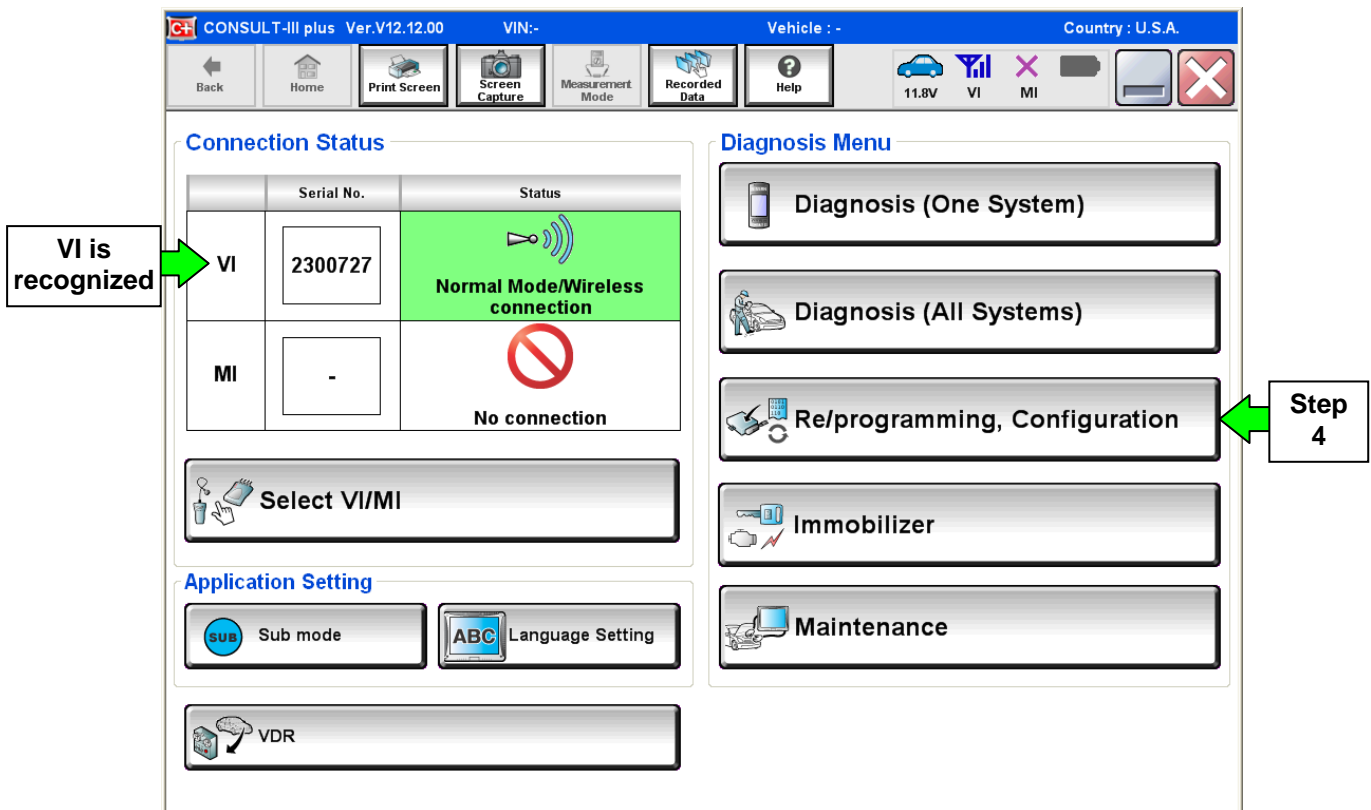 C+ CONSULT-III plus Ver.V12.12.00 VIN:- Vehicle : - Country : U.S.A.
Back
Home
Print Screen
Screen
Capture
Measurement
Mode
Recorded
Data
Help
11.8V
VI
MI
Connection Status
Serial No.
Status
VI is
recognized
VI
2300727
Normal Mode/Wireless
connection
MI
-
No connection
Select VI/MI
Application Setting
SUB
Sub mode
ABC
Language Setting
VDR
Diagnosis Menu
Diagnosis (One System)
Diagnosis (All Systems)
Re/programming, Configuration
Step
4
Immobilizer
Maintenance